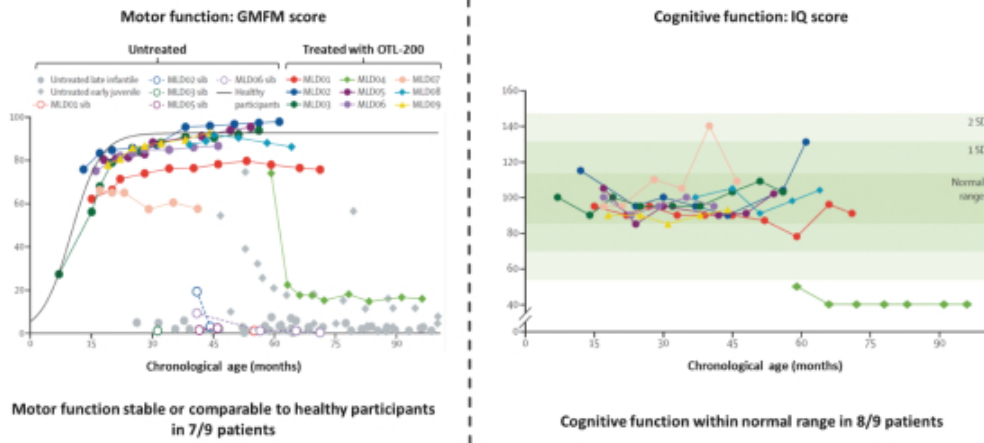 Motor function: GMFM score
Untreated
Treated with OTL-200
Untreated late infantile
Untreated early juvenile
MLD01 sib
MLD02 sib
MLD03 sib
MLD05 sib
MLD06 sib
Healthy
participants
MLD01
MLD02
MLD03
MLD04
MLD05
MLD06
MLD07
MLD08
MLD09
100
80
60
40
20
0
0 15 30 45 60 75 90
Chronological age (months)
Motor function stable or comparable to healthy participants
in 7/9 patients
Cognitive function: IQ score
160
140
120
100
80
60
40
0
2 SD
1 SD
Normal
range
0 15 30 45 60 75 90
Chronological age (months)
Cognitive function within normal range in 8/9 patients